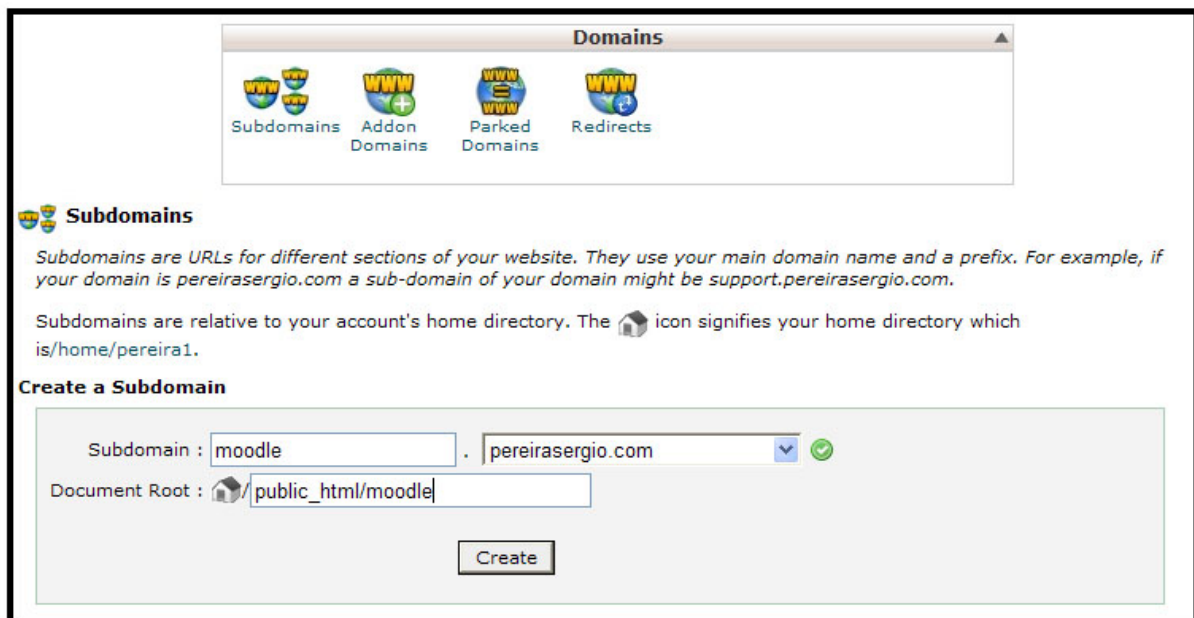 Domains
Subdomains Addon Domains Parked Domains Redirects
Subdomains
Subdomains are URLs for different sections of your website. They use your main domain name and a prefix. For example, if
your domain is pereirasergio.com a sub-domain of your domain might be support.pereirasergio.com.
Subdomains are relative to your account's home directory. The icon signifies your home directory which
is/home/pereira1.
Create a Subdomain
Subdomain : moodle . pereirasergio.com
Document Root : / public_html/moodle
Create